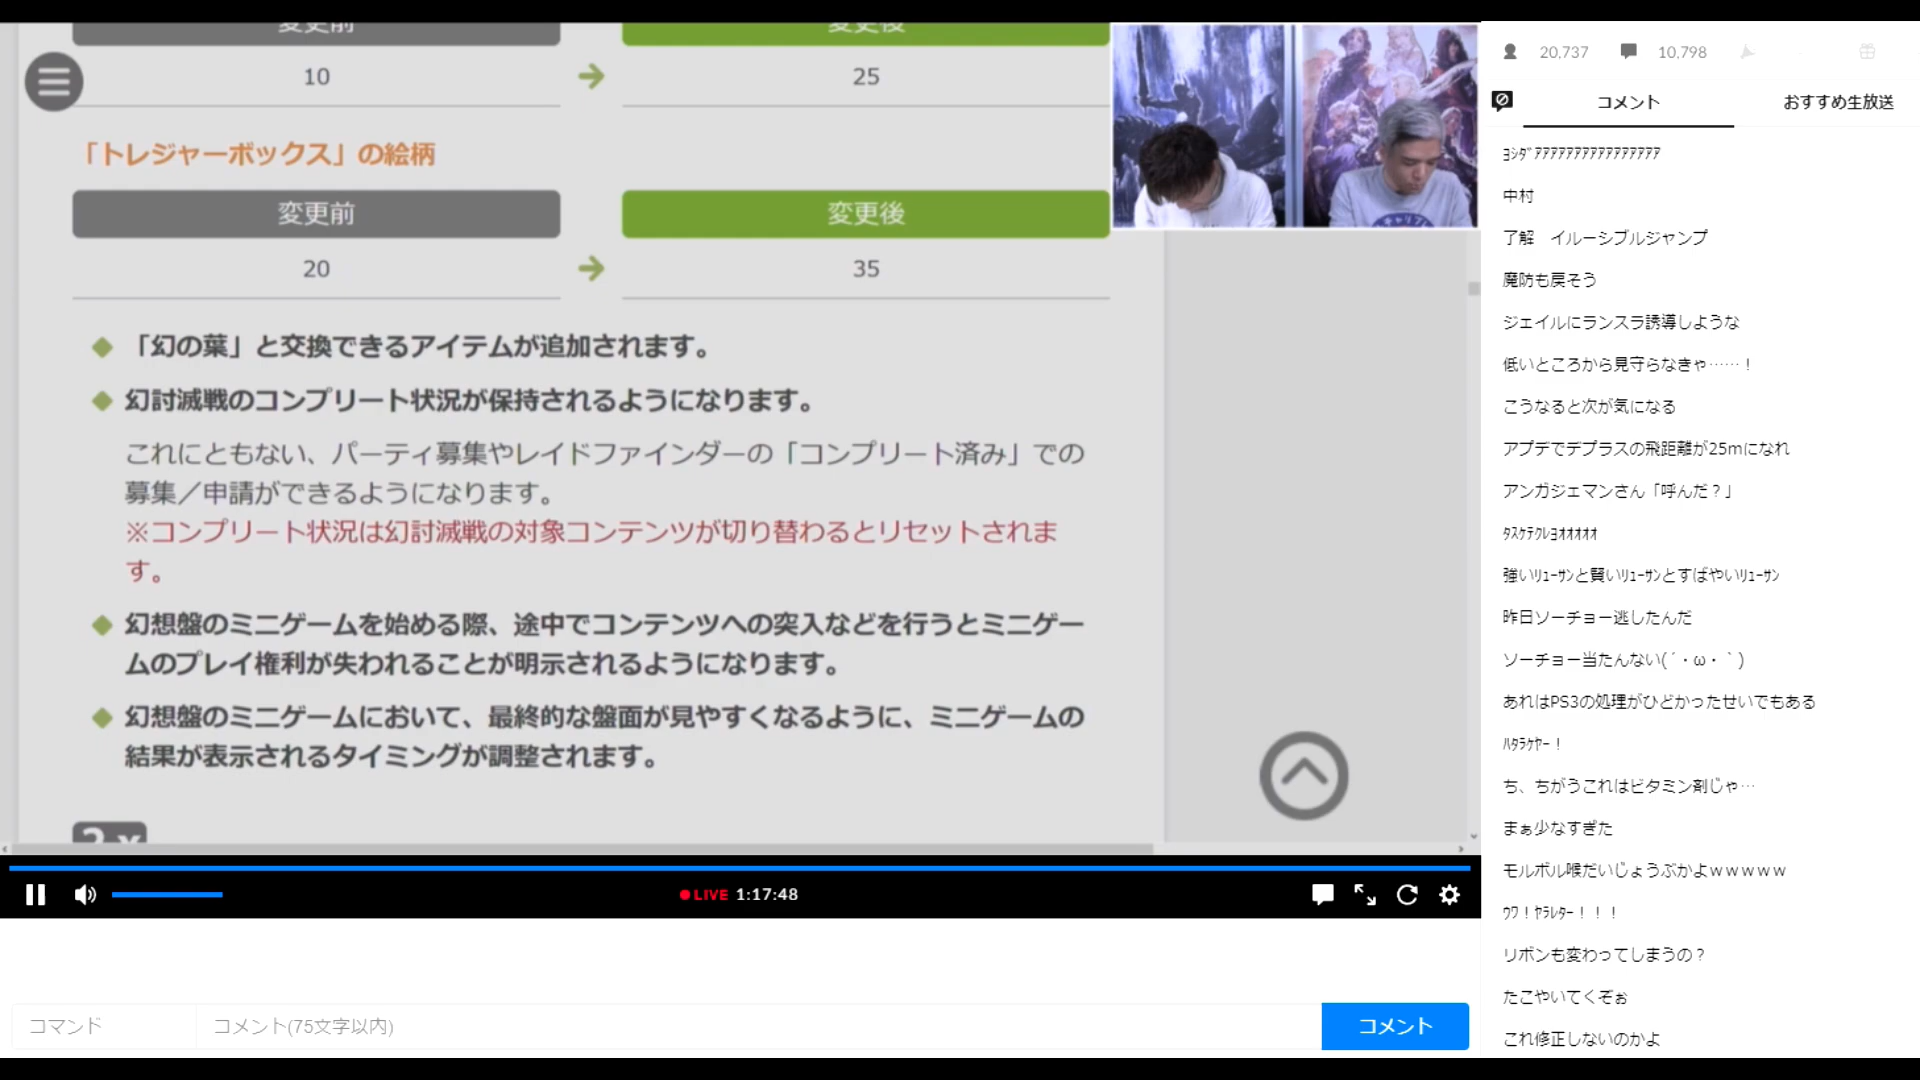 変更前
変更後
10
25
「トレジャーボックス」の絵柄
変更前
変更後
20
35
「幻の葉」と交換できるアイテムが追加されます。
幻討滅戦のコンプリート状況が保持されるようになります。
これにともない、パーティ募集やレイドファインダーの「コンプリート済み」での
募集／申請ができるようになります。
※コンプリート状況は幻討滅戦の対象コンテンツが切り替わるとリセットされま
す。
幻想盤のミニゲームを始める際、途中でコンテンツへの突入などを行うとミニゲー
ムのプレイ権利が失われることが明示されるようになります。
幻想盤のミニゲームにおいて、最終的な盤面が見やすくなるように、ミニゲームの
結果が表示されるタイミングが調整されます。
LIVE 1:17:48
コマンド
コメント(75文字以内)
コメント
20,737
10,798
コメント
おすすめ生放送
ﾖｼﾀﾞｱｱｱｱｱｱｱｱｱｱｱｱｱｱｱｱ
中村
了解　イルーシブルジャンプ
魔防も戻そう
ジェイルにランスラ誘導しような
低いところから見守らなきゃ……！
こうなると次が気になる
アプデでデプラスの飛距離が25mになれ
アンガジェマンさん「呼んだ？」
ﾀｽｹﾃｸﾚﾖｵｵｵｵｵ
強いﾘｭｰｻﾝと賢いﾘｭｰｻﾝとすばやいﾘｭｰｻﾝ
昨日ソーチョー逃したんだ
ソーチョー当たんない(´・ω・｀)
あれはPS3の処理がひどかったせいでもある
ﾊﾀﾗｹﾔｰ！
ち、ちがうこれはビタミン剤じゃ…
まぁ少なすぎた
モルボル喉だいじょうぶかよｗｗｗｗｗ
ｳﾜ！ﾔﾗﾚﾀｰ！！！
リボンも変わってしまうの？
たこやいてくぞぉ
これ修正しないのかよ